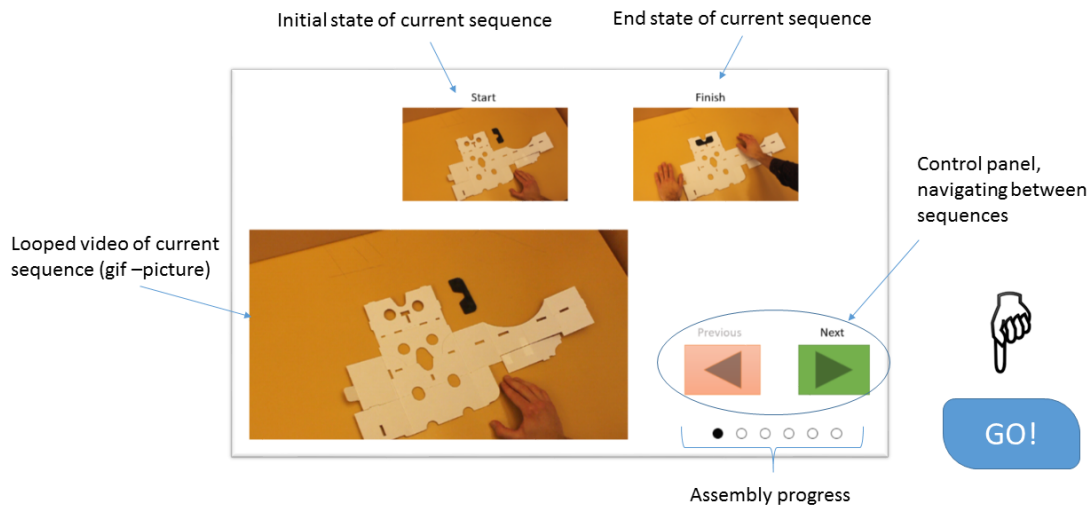 Initial state of current sequence
End state of current sequence
Start
Finish
Control panel,
navigating between
sequences
Looped video of current
sequence (gif –picture)
Previous
Next
GO!
Assembly progress